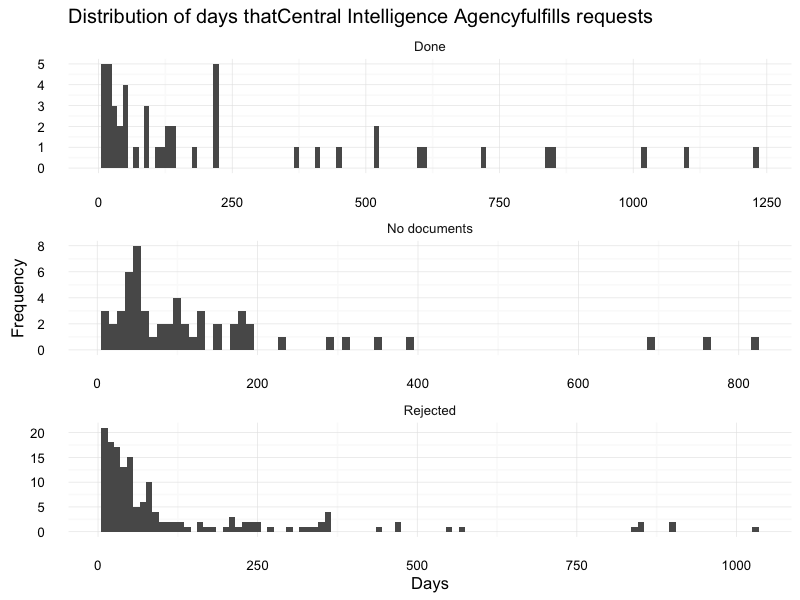 Distribution of days thatCentral Intelligence Agencyfulfills requests
Done
5
4
3
2
1
0
0 250 500 750 1000 1250
No documents
8
6
4
2
0
0 200 400 600 800
Frequency
Rejected
20
15
10
5
0
0 250 500 750 1000
Days